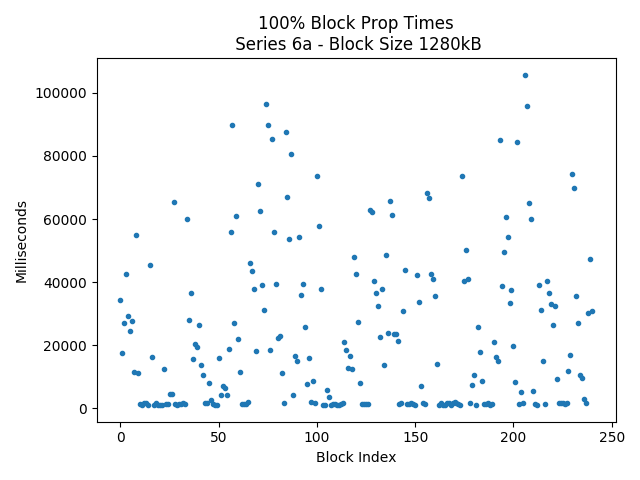 100% Block Prop Times
Series 6a - Block Size 1280kB
100000
80000
60000
40000
20000
0
Milliseconds
0 50 100 150 200 250
Block Index